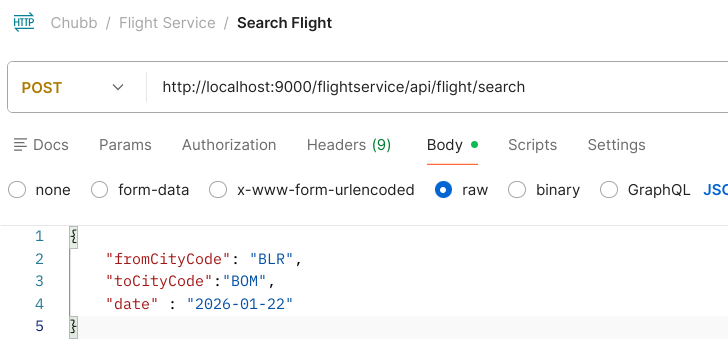 HTTP Chubb / Flight Service / Search Flight
POST http://localhost:9000/flightservice/api/flight/search
Docs Params Authorization Headers (9) Body Scripts Settings
none form-data x-www-form-urlencoded raw binary GraphQL JSO
1 {
2 "fromCityCode": "BLR",
3 "toCityCode":"BOM",
4 "date" : "2026-01-22"
5 }